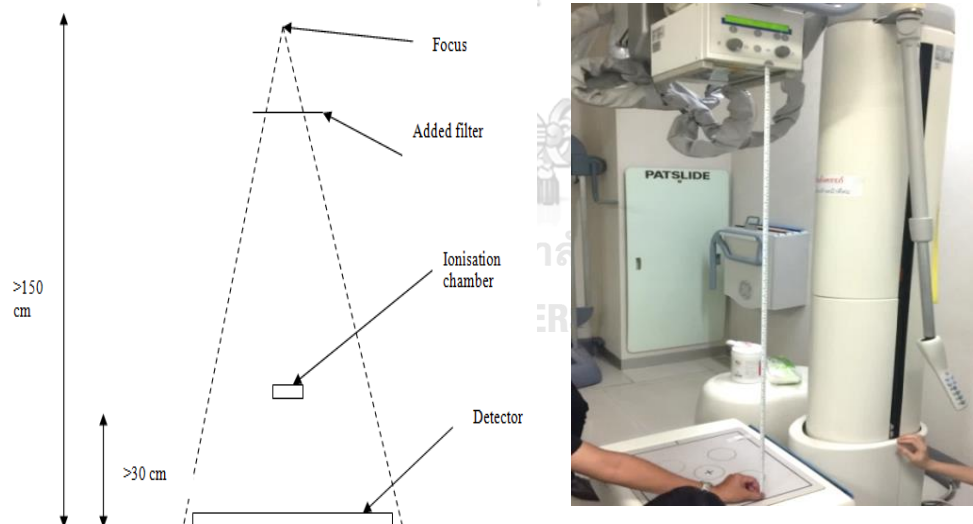 Focus
Added filter
Ionisation
chamber
>150
cm
Detector
>30 cm
PATSLIDE